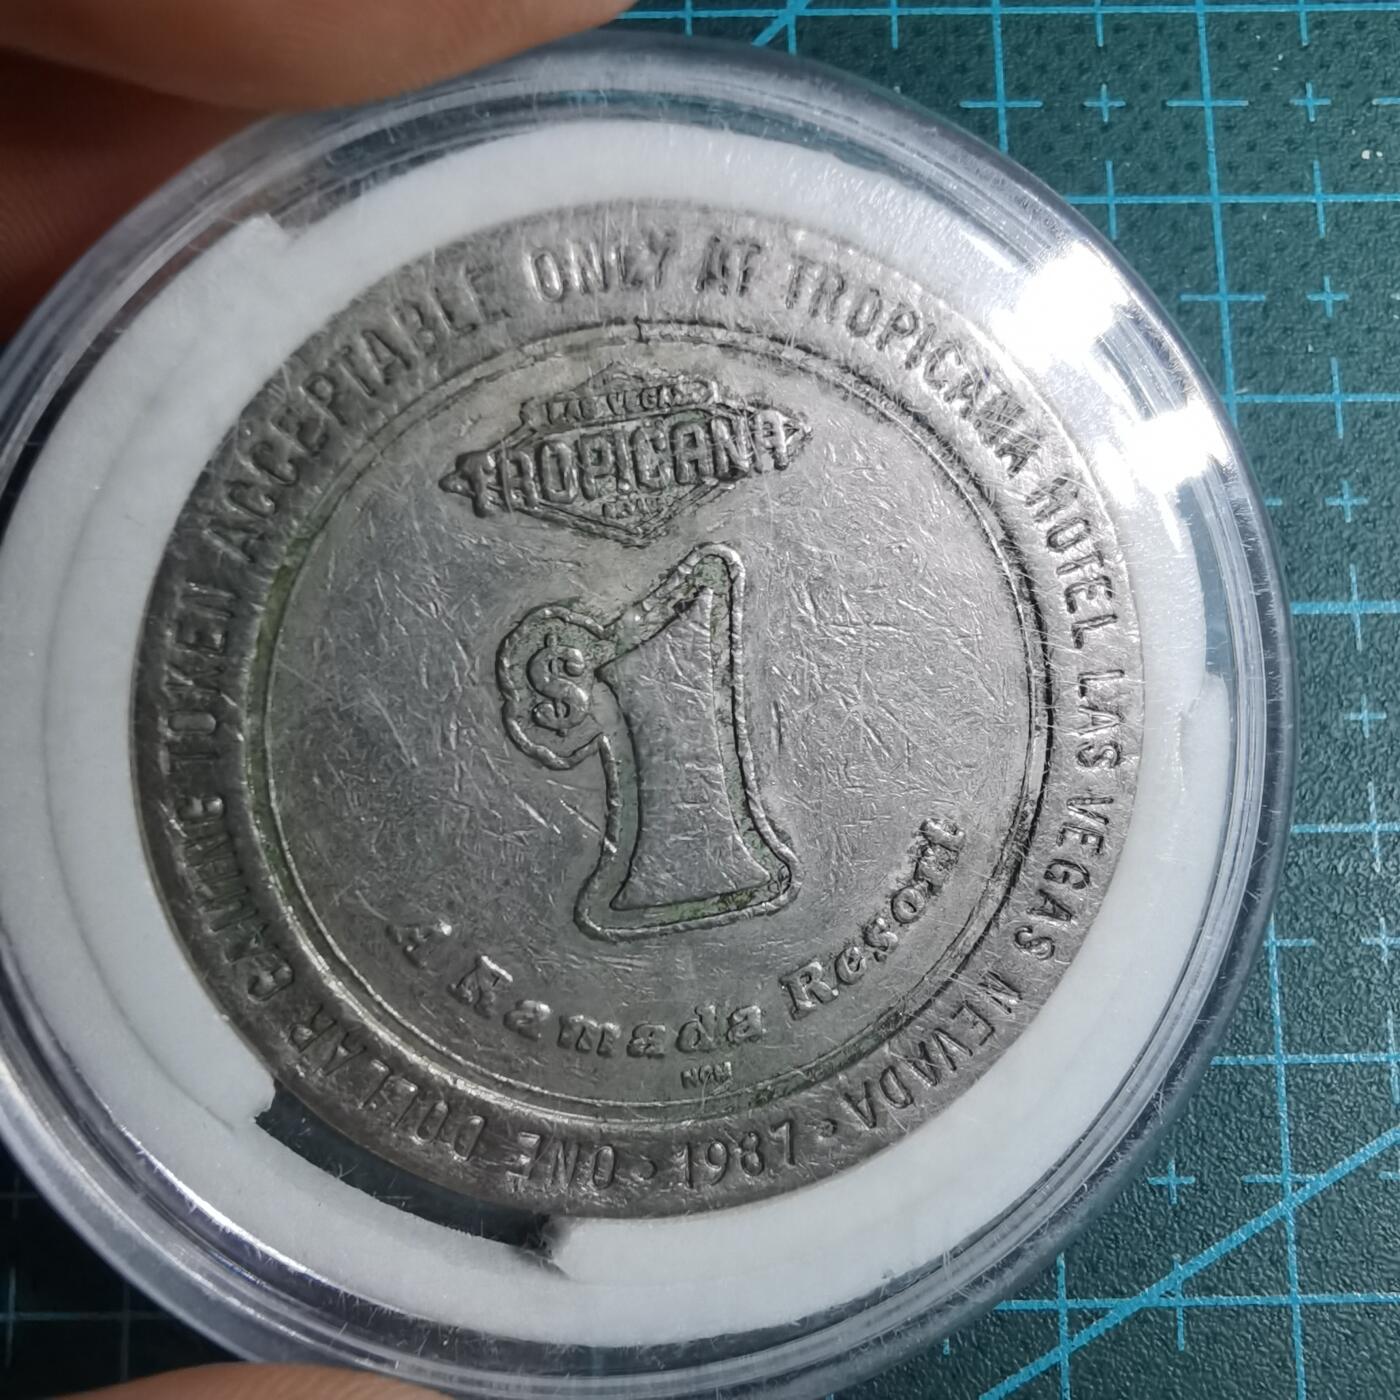 ONE DOLLAR GAMING TOKEN ACCEPTABLE ONLY AT TROPICANA HOTEL LAS VEGAS NEVADA • 1987 •
LAS VEGAS
TROPICANA
$1
A Ramada Resort